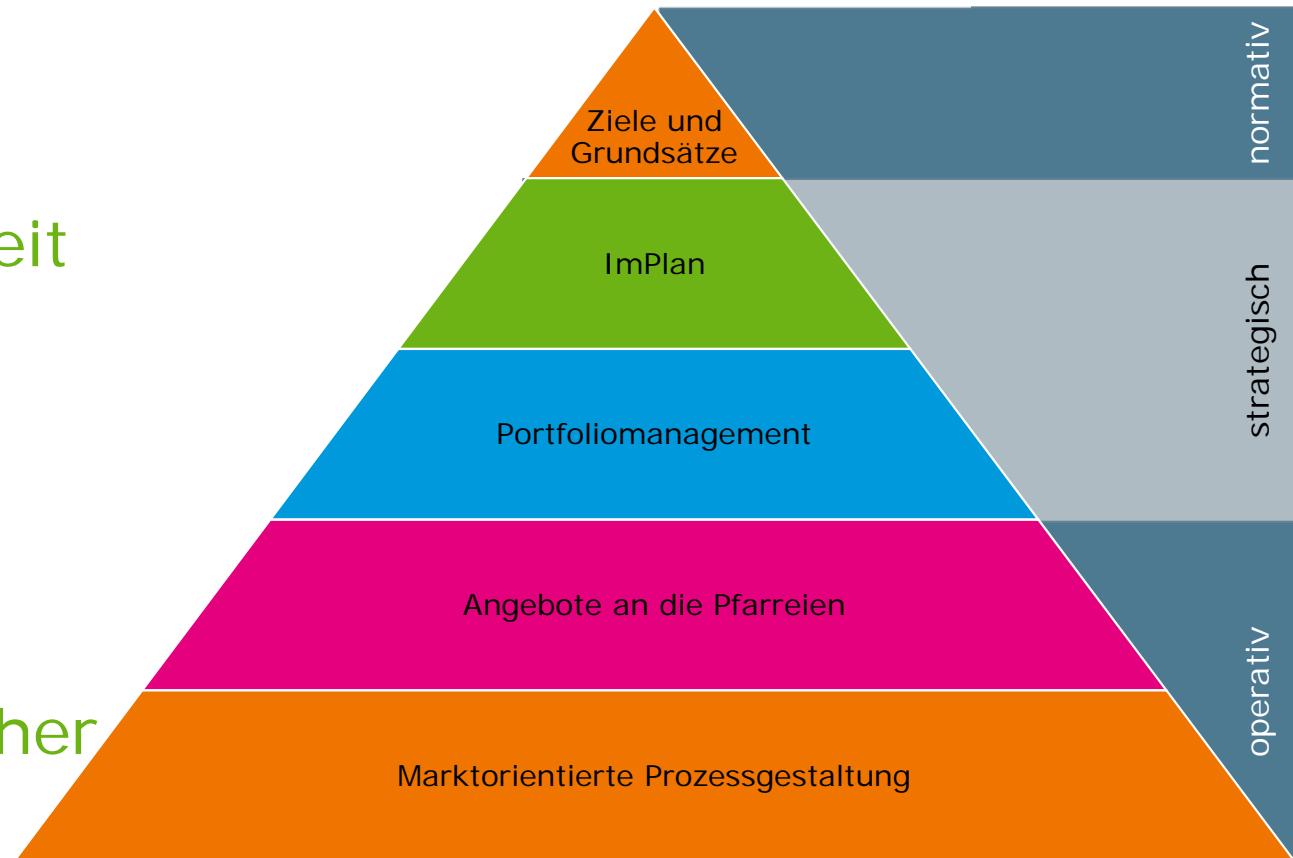 normativ
Ziele und
Grundsätze
eit
ImPlan
strategisch
Portfoliomanagement
Angebote an die Pfarreien
operativ
her
Marktorientierte Prozessgestaltung